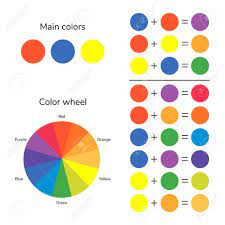 Main colors
Color wheel
Red
Purple
Orange
Blue
Yellow
Green